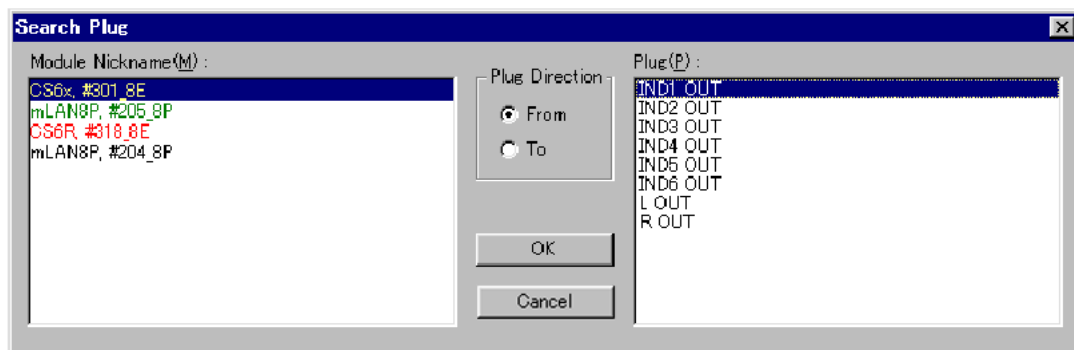 Search Plug
Module Nickname(M) :
CS6x, #301_8E
mLAN8P, #205_8P
CS6R, #318_8E
mLAN8P, #204_8P
Plug Direction
From
To
OK
Cancel
Plug(P) :
IND1 OUT
IND2 OUT
IND3 OUT
IND4 OUT
IND5 OUT
IND6 OUT
L OUT
R OUT